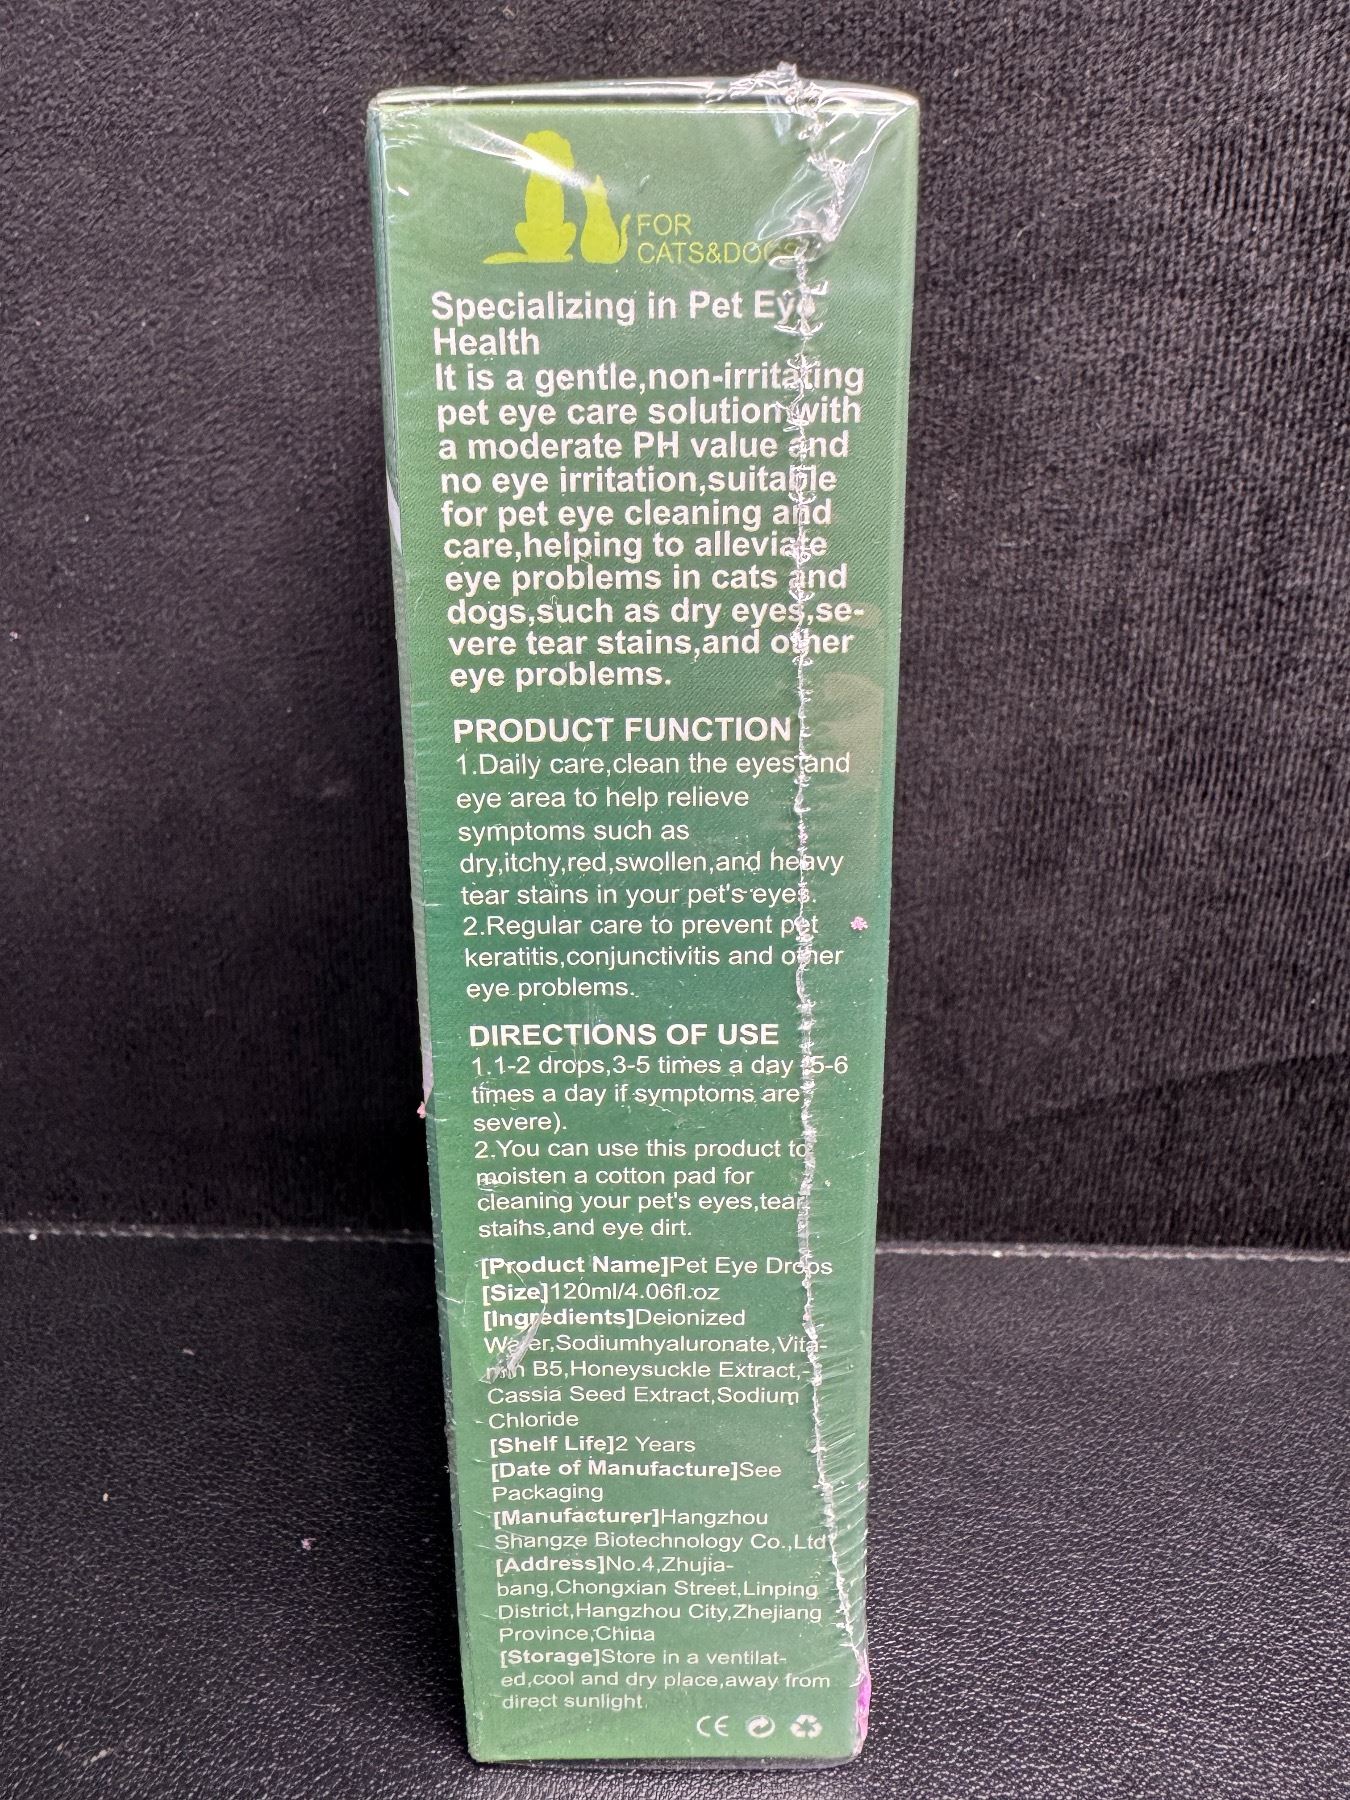 FOR
CATS&DOGS
Specializing in Pet Eye
Health
It is a gentle,non-irritating
pet eye care solution,with
a moderate PH value and
no eye irritation,suitable
for pet eye cleaning and
care,helping to alleviate
eye problems in cats and
dogs,such as dry eyes,se-
vere tear stains,and other
eye problems.
PRODUCT FUNCTION
1.Daily care,clean the eyes and
eye area to help relieve
symptoms such as
dry,itchy,red,swollen,and heavy
tear stains in your pet's eyes.
2.Regular care to prevent pet
keratitis,conjunctivitis and other
eye problems.
DIRECTIONS OF USE
1.1-2 drops,3-5 times a day (5-6
times a day if symptoms are
severe).
2.You can use this product to
moisten a cotton pad for
cleaning your pet's eyes,tear
stains,and eye dirt.
[Product Name]Pet Eye Drops
[Size]120ml/4.06fl.oz
[Ingredients]Deionized
Water,Sodiumhyaluronate,Vita-
min B5,Honeysuckle Extract,-
Cassia Seed Extract,Sodium
Chloride
[Shelf Life]2 Years
[Date of Manufacture]See
Packaging
[Manufacturer]Hangzhou
Shangze Biotechnology Co.,Ltd
[Address]No.4,Zhujia-
bang,Chongxian Street,Linping
District,Hangzhou City,Zhejiang
Province,China
[Storage]Store in a ventilat-
ed,cool and dry place,away from
direct sunlight.
CE